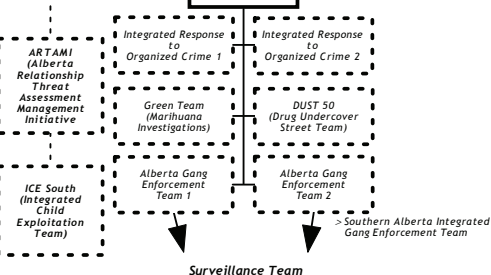 ARTAMI
(Alberta
Relationship
Threat
Assessment
Management
Initiative
Integrated Response
to
Organized Crime 1
Integrated Response
to
Organized Crime 2
Green Team
(Marihuana
Investigations)
DUST 50
(Drug Undercover
Street Team)
ICE South
(Integrated
Child
Exploitation
Team)
Alberta Gang
Enforcement
Team 1
Alberta Gang
Enforcement
Team 2
> Southern Alberta Integrated
Gang Enforcement Team
Surveillance Team